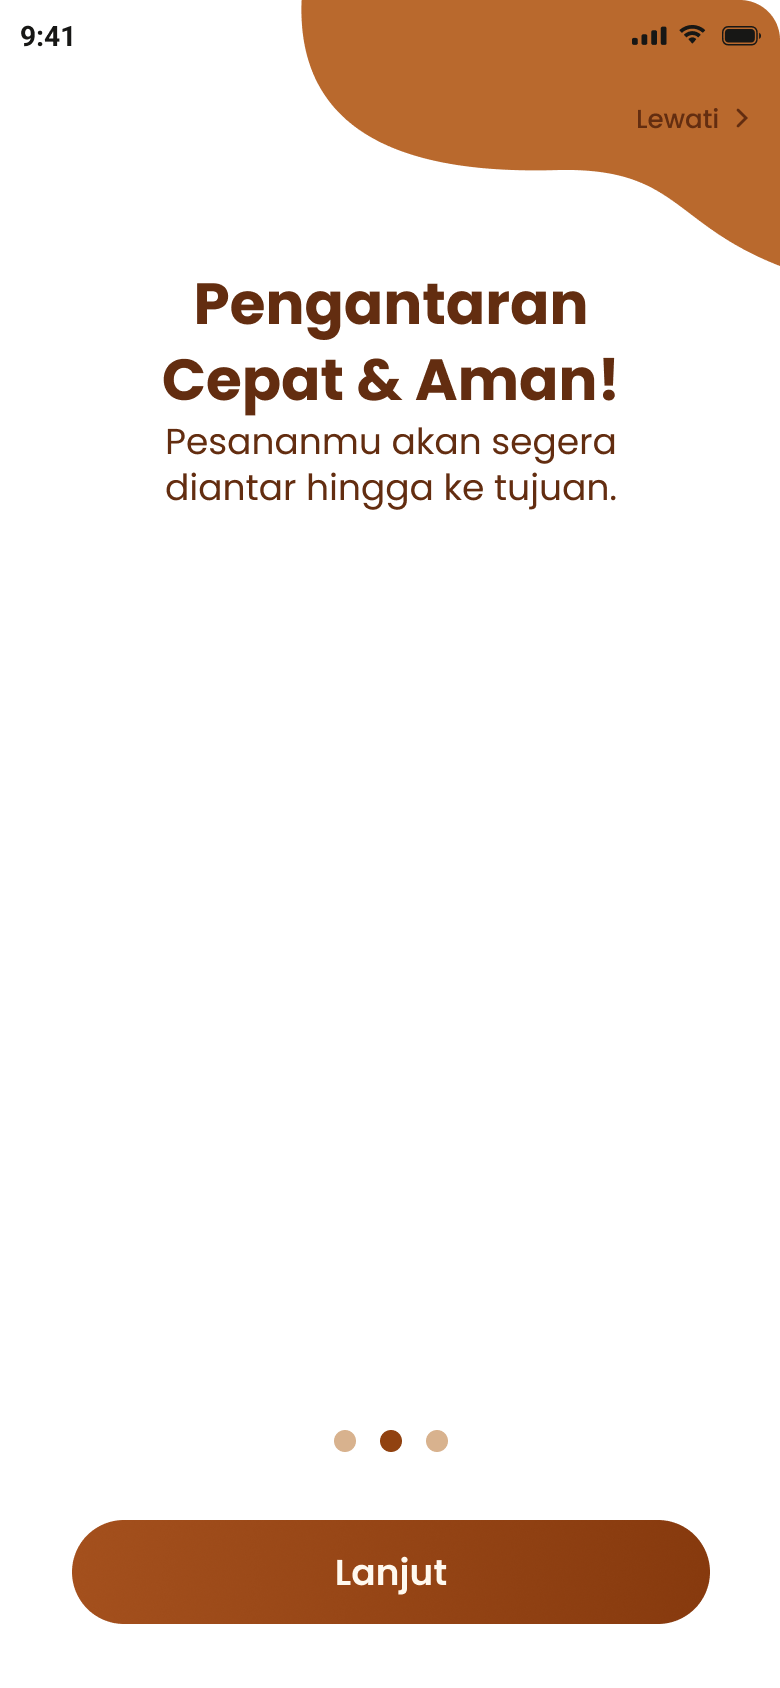 9:41
Lewati
Pengantaran
Cepat & Aman!
Pesananmu akan segera
diantar hingga ke tujuan.
Lanjut